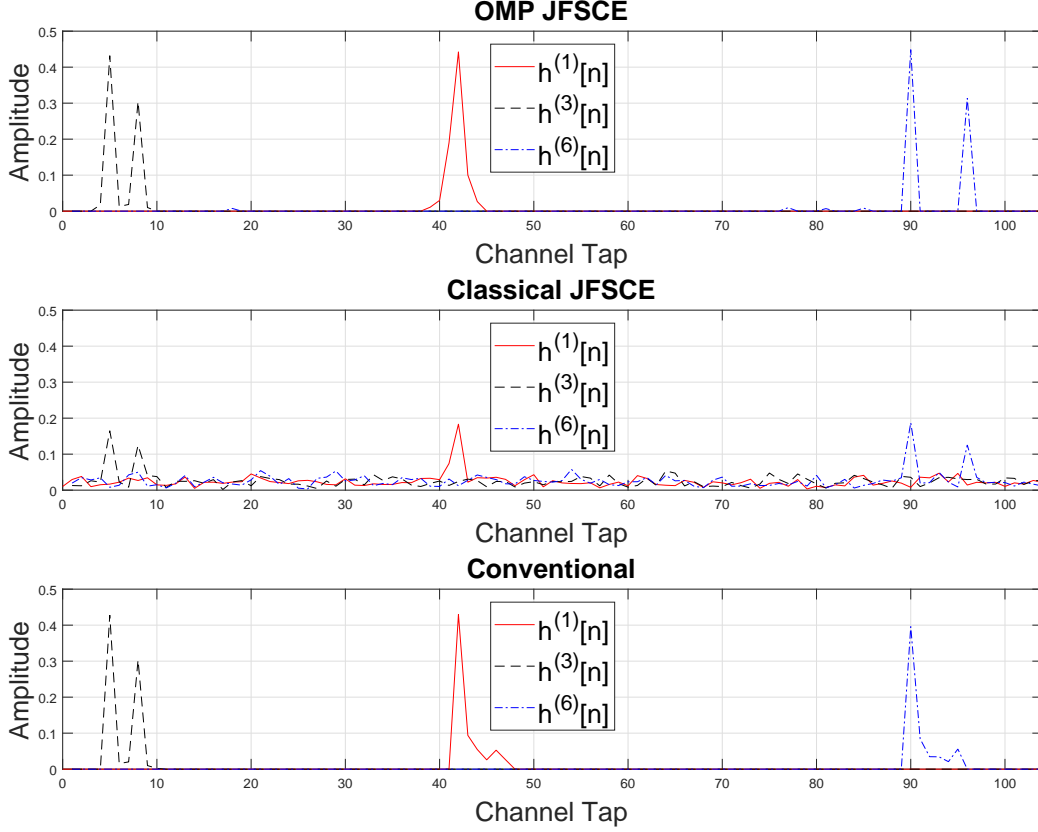 OMP JFSCE
0.5
0.4
0.3
0.2
0.1
0
Amplitude
h^(1)[n]
h^(3)[n]
h^(6)[n]
0 10 20 30 40 50 60 70 80 90 100
Channel Tap
Classical JFSCE
0.5
0.4
0.3
0.2
0.1
0
Amplitude
h^(1)[n]
h^(3)[n]
h^(6)[n]
0 10 20 30 40 50 60 70 80 90 100
Channel Tap
Conventional
0.5
0.4
0.3
0.2
0.1
0
Amplitude
h^(1)[n]
h^(3)[n]
h^(6)[n]
0 10 20 30 40 50 60 70 80 90 100
Channel Tap